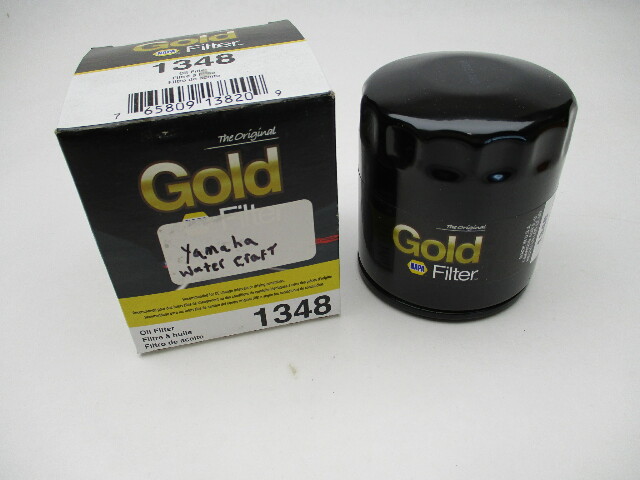 Gold
NAPA Filter
1348
Oil Filter
Filtre à huile
Filtro de aceite
7 65809 13820 9
The Original
Gold
Filter
Yamaha
Water Craft
1348
Oil Filter
Filtre à huile
Filtro de aceite
The Original
Gold
NAPA Filter